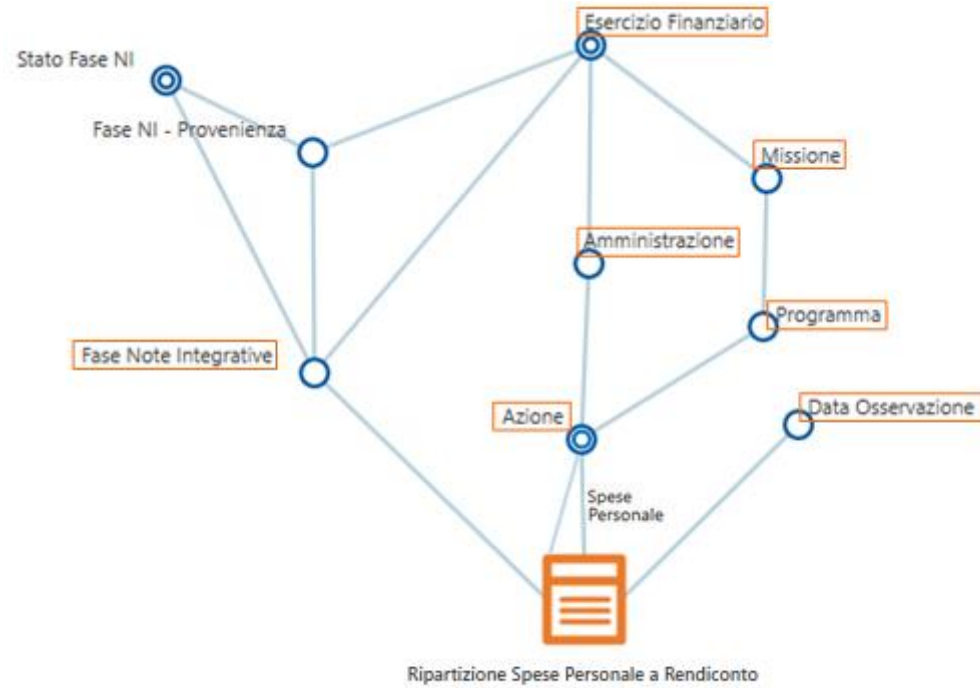 Esercizio Finanziario
Stato Fase NI
Fase NI - Provenienza
Missione
Amministrazione
Programma
Fase Note Integrative
Azione
Data Osservazione
Spese
Personale
Ripartizione Spese Personale a Rendiconto